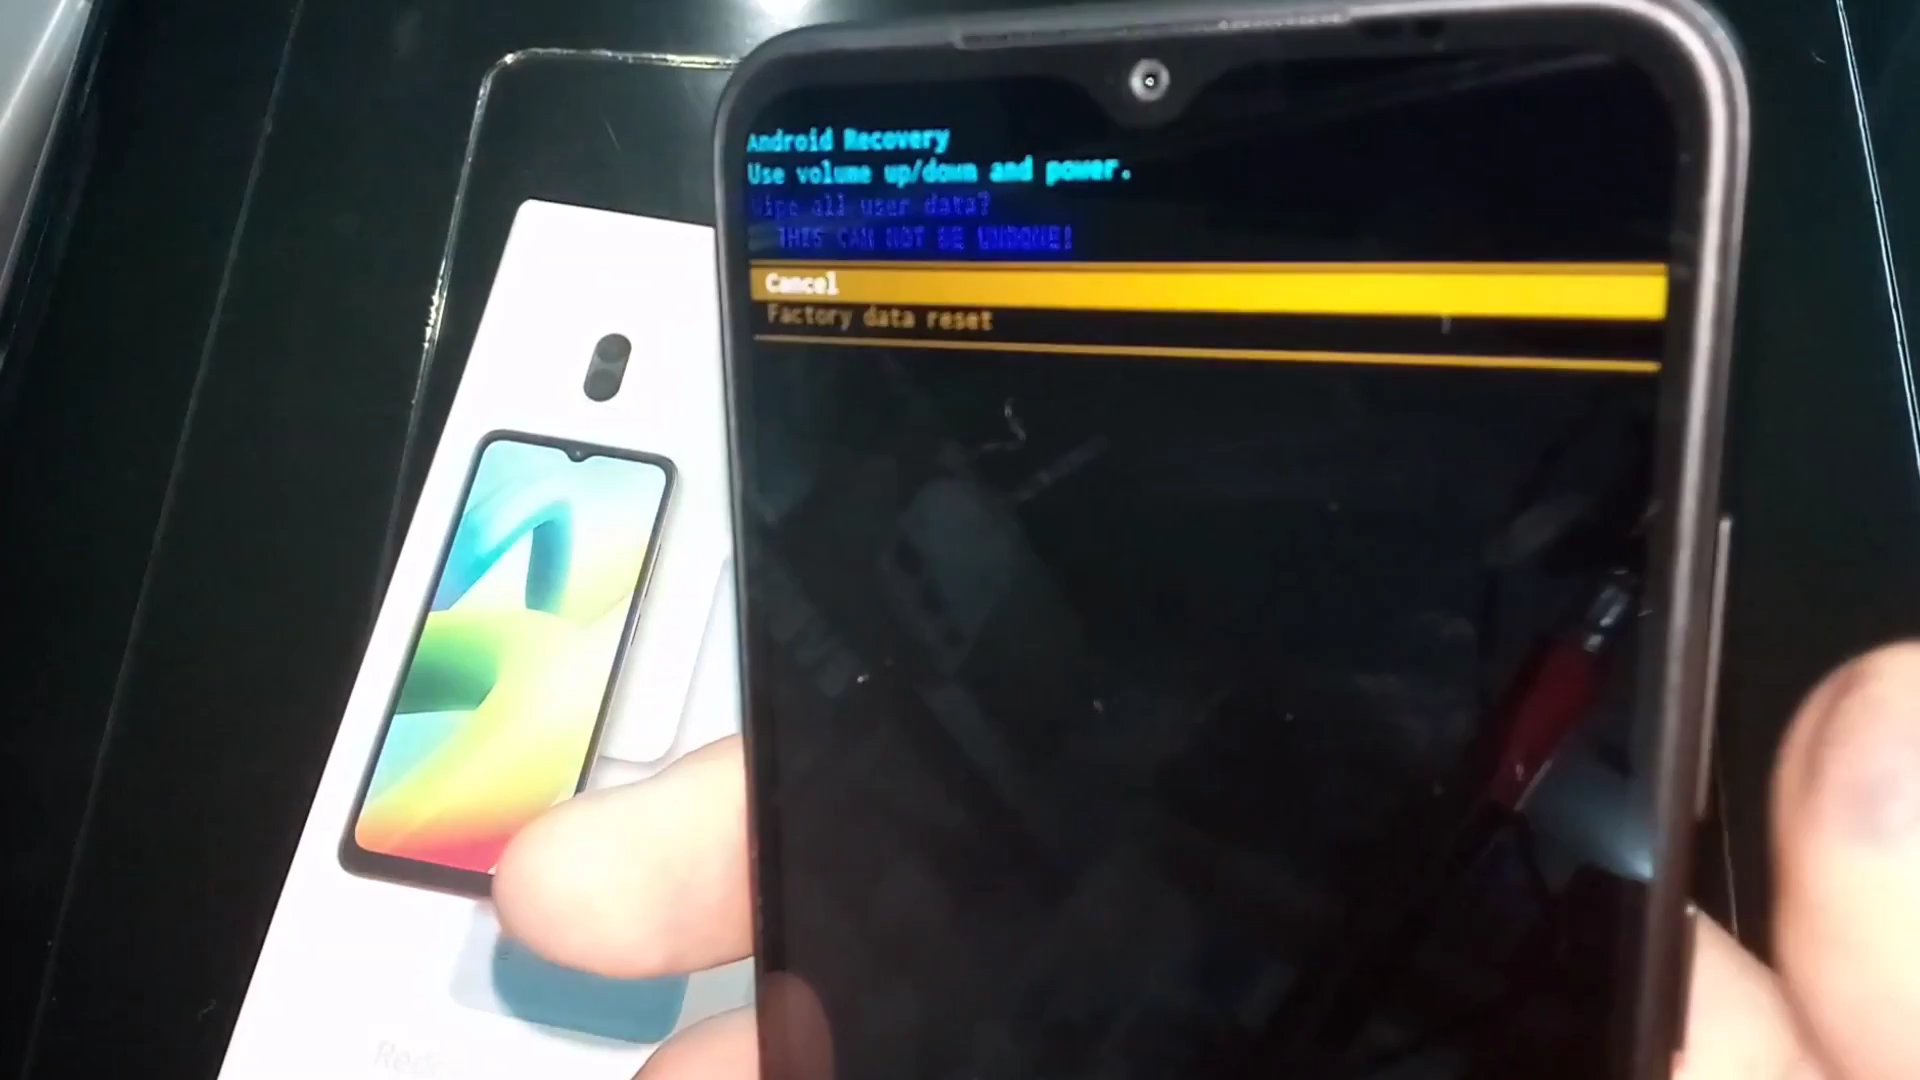 Android Recovery
Use volume up/down and power.
Wipe all user data?
THIS CAN NOT BE UNDONE!
Cancel
Factory data reset